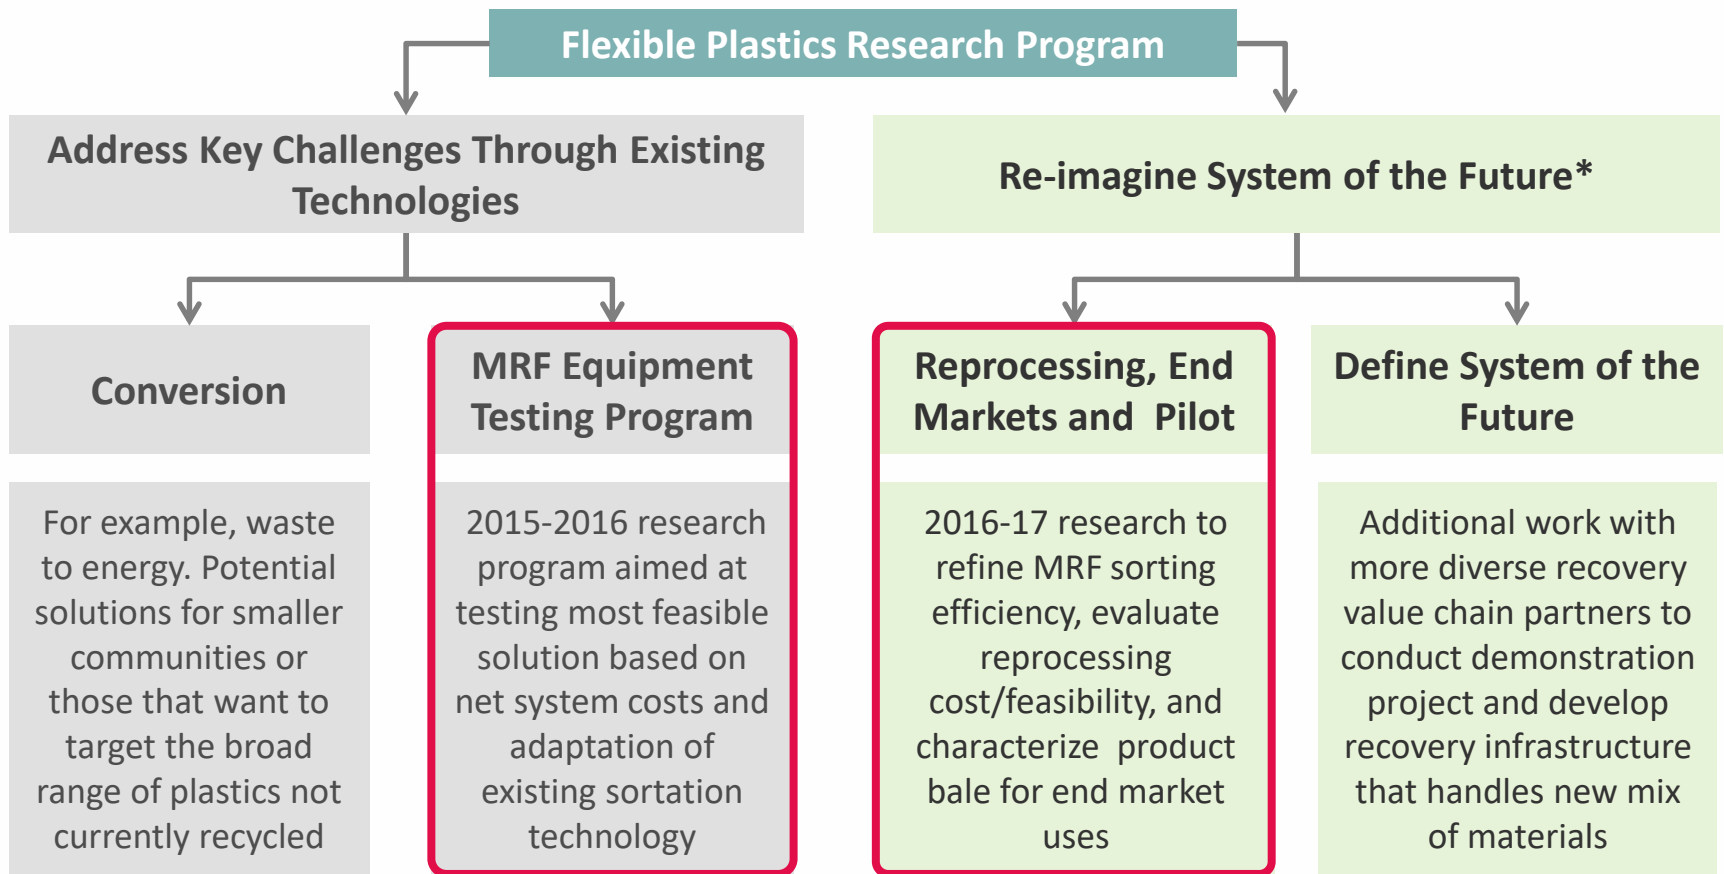 Flexible Plastics Research Program
Address Key Challenges Through Existing
Technologies
Re-imagine System of the Future*
Conversion
MRF Equipment
Testing Program
Reprocessing, End
Markets and Pilot
Define System of the
Future
For example, waste
to energy. Potential
solutions for smaller
communities or
those that want to
target the broad
range of plastics not
currently recycled
2015-2016 research
program aimed at
testing most feasible
solution based on
net system costs and
adaptation of
existing sortation
technology
2016-17 research to
refine MRF sorting
efficiency, evaluate
reprocessing
cost/feasibility, and
characterize product
bale for end market
uses
Additional work with
more diverse recovery
value chain partners to
conduct demonstration
project and develop
recovery infrastructure
that handles new mix
of materials